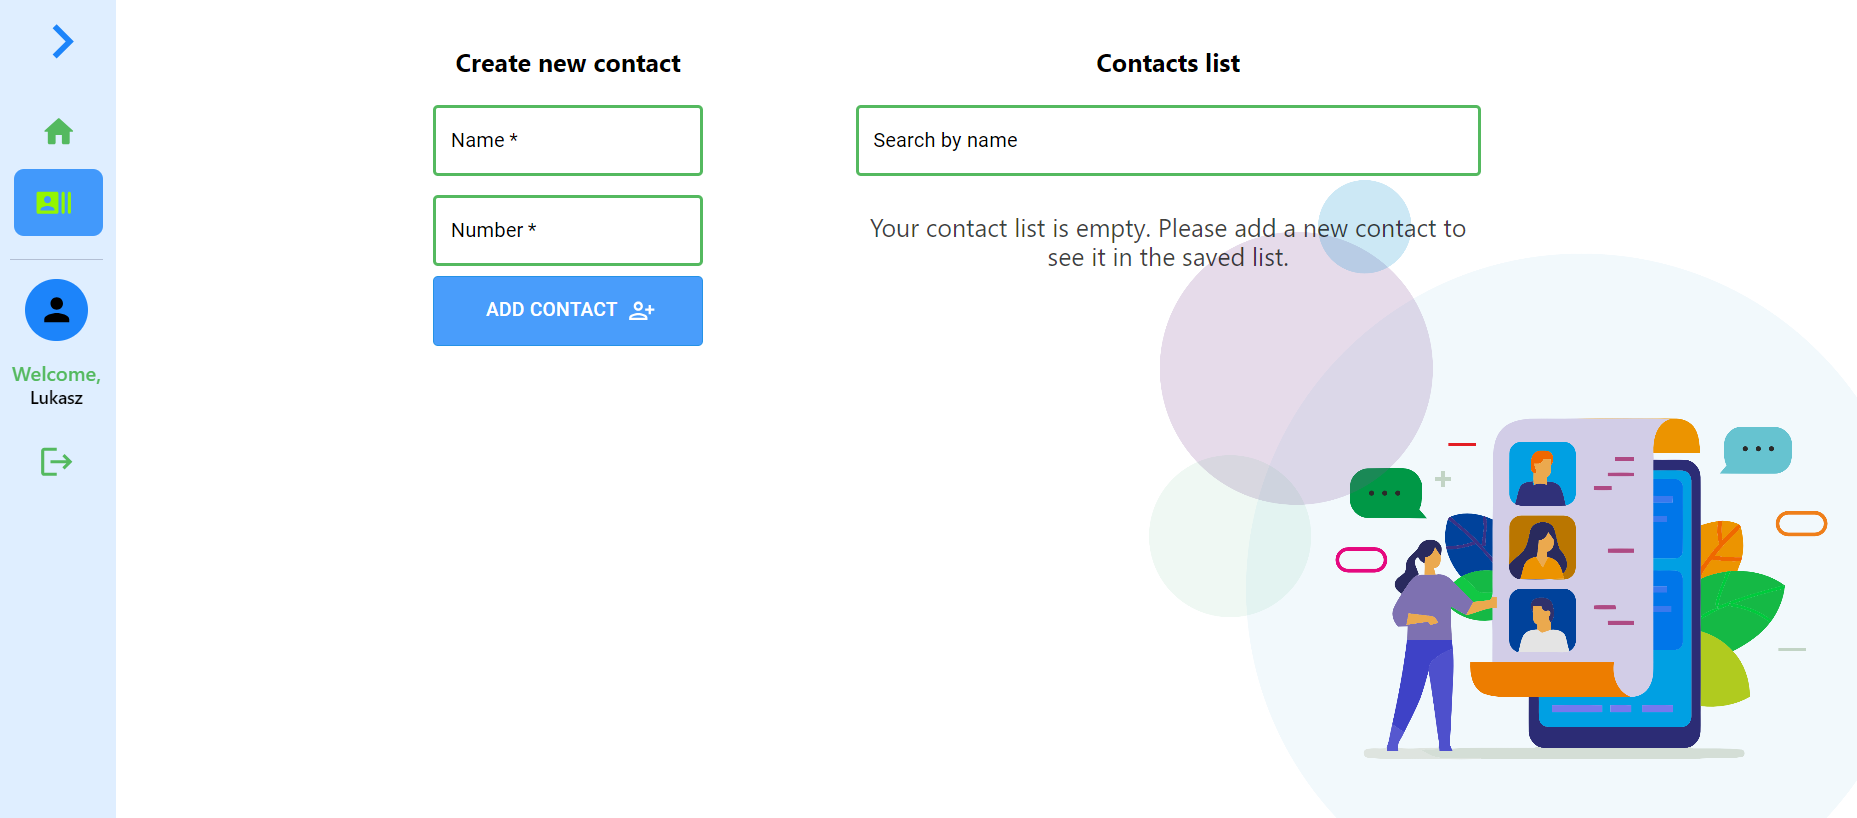 Create new contact
Name *
Number *
ADD CONTACT
Contacts list
Search by name
Your contact list is empty. Please add a new contact to
see it in the saved list.
Welcome,
Lukasz